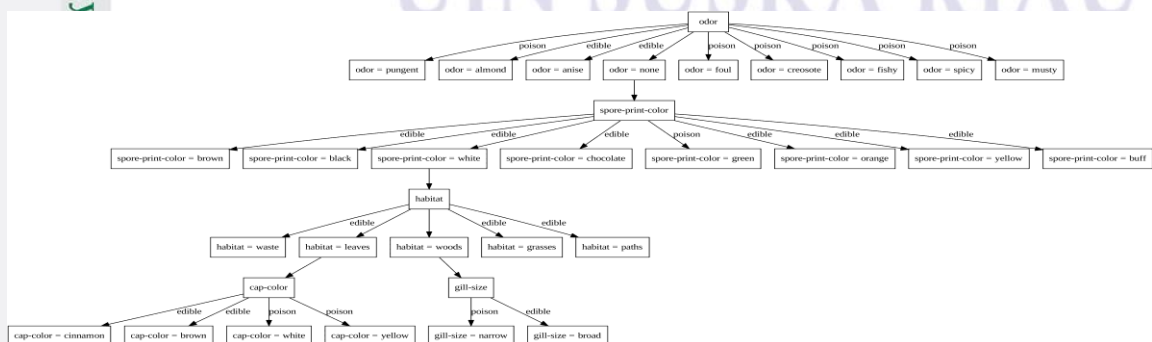 odor
poison edible edible poison poison poison poison poison
odor = pungent odor = almond odor = anise odor = none odor = foul odor = creosote odor = fishy odor = spicy odor = musty
spore-print-color
edible edible edible poison edible edible edible
spore-print-color = brown spore-print-color = black spore-print-color = white spore-print-color = chocolate spore-print-color = green spore-print-color = orange spore-print-color = yellow spore-print-color = buff
habitat
edible edible edible
habitat = waste habitat = leaves habitat = woods habitat = grasses habitat = paths
cap-color gill-size
edible edible poison poison poison edible
cap-color = cinnamon cap-color = brown cap-color = white cap-color = yellow gill-size = narrow gill-size = broad